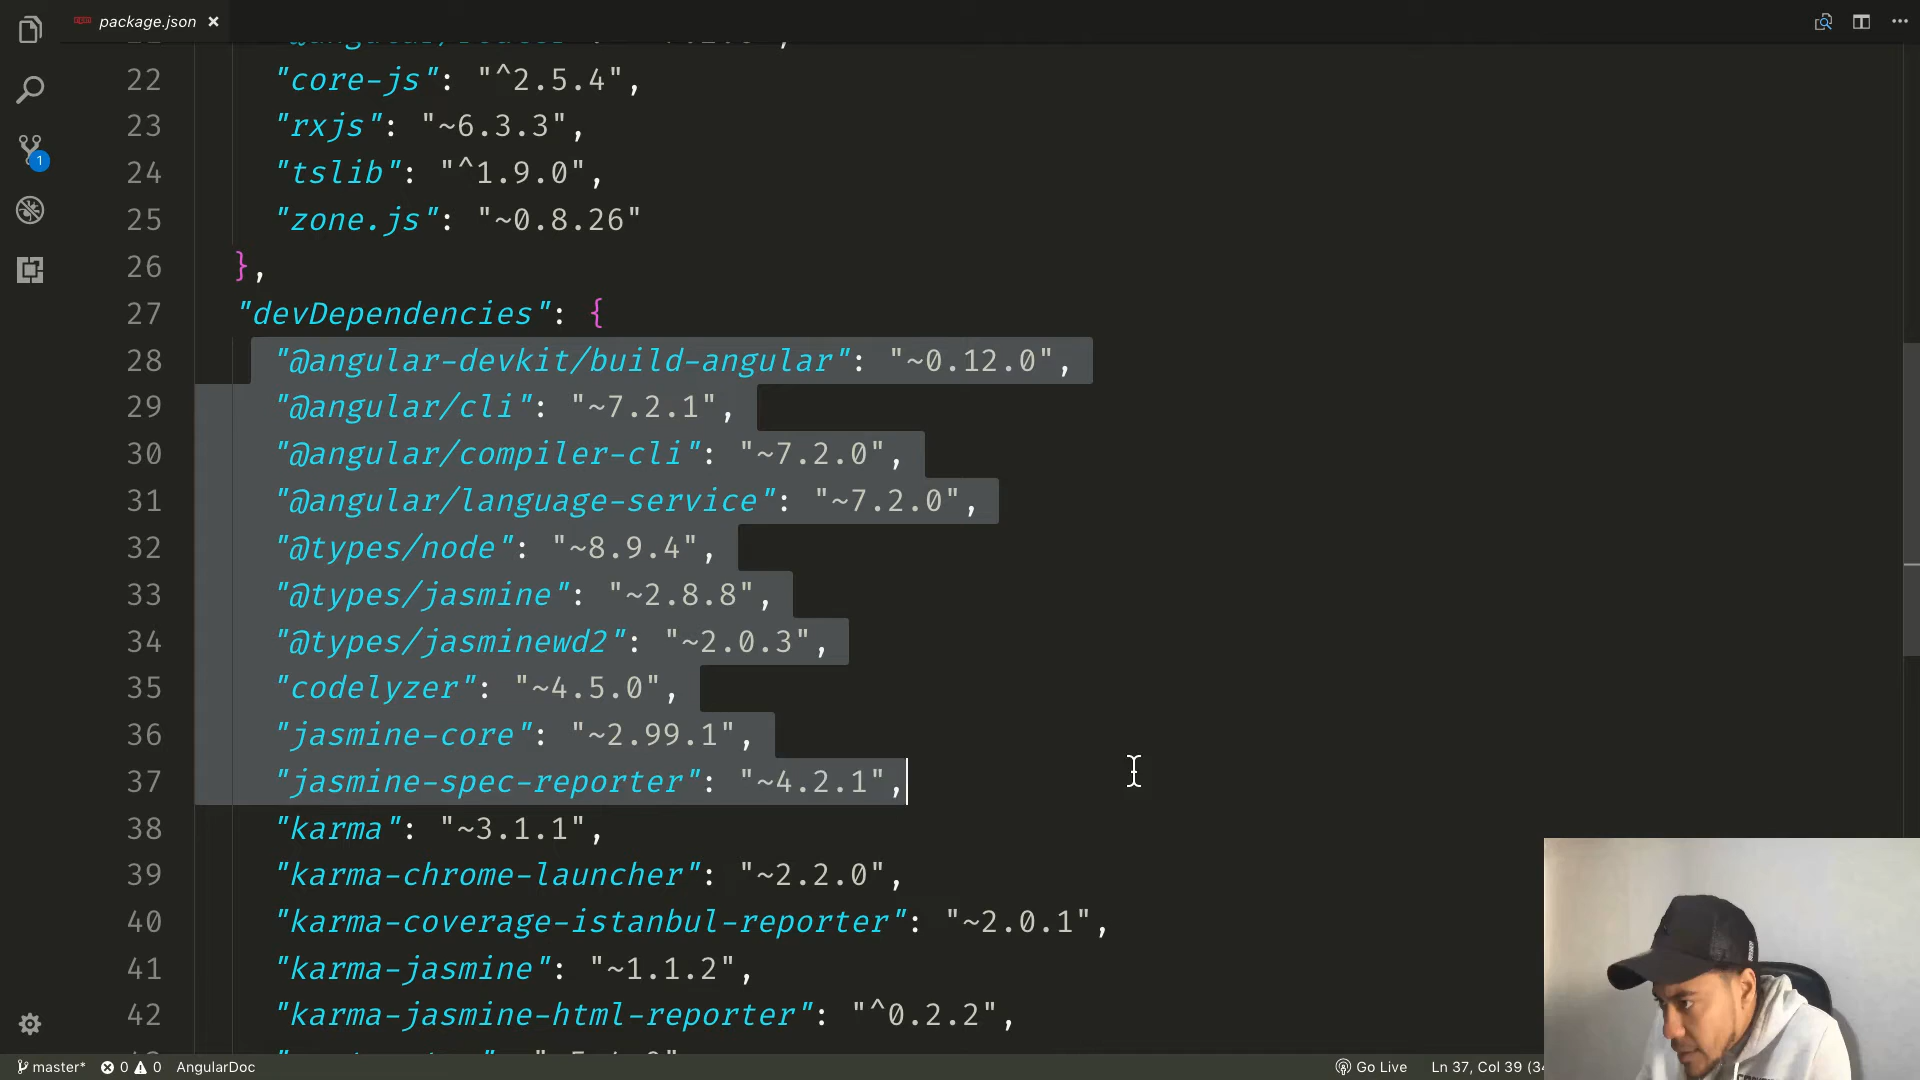 package.json
22 "core-js": "^2.5.4",
23 "rxjs": "~6.3.3",
24 "tslib": "^1.9.0",
25 "zone.js": "~0.8.26"
26 },
27 "devDependencies": {
28 "@angular-devkit/build-angular": "~0.12.0",
29 "@angular/cli": "~7.2.1",
30 "@angular/compiler-cli": "~7.2.0",
31 "@angular/language-service": "~7.2.0",
32 "@types/node": "~8.9.4",
33 "@types/jasmine": "~2.8.8",
34 "@types/jasminewd2": "~2.0.3",
35 "codelyzer": "~4.5.0",
36 "jasmine-core": "~2.99.1",
37 "jasmine-spec-reporter": "~4.2.1",
38 "karma": "~3.1.1",
39 "karma-chrome-launcher": "~2.2.0",
40 "karma-coverage-istanbul-reporter": "~2.0.1",
41 "karma-jasmine": "~1.1.2",
42 "karma-jasmine-html-reporter": "^0.2.2",
1
master* 0 0 AngularDoc Go Live Ln 37, Col 39